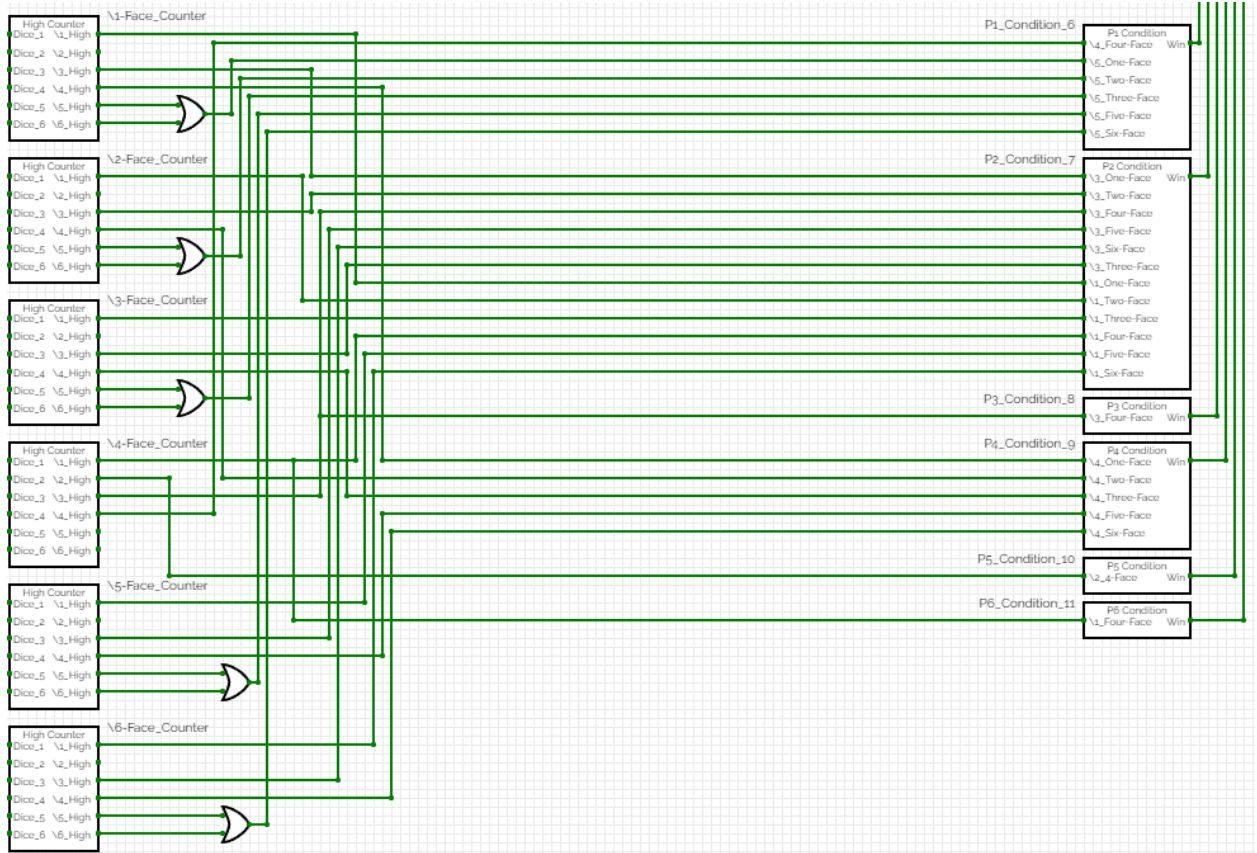 \1-Face_Counter
High Counter
Dice_1 \1_High
Dice_2 \2_High
Dice_3 \3_High
Dice_4 \4_High
Dice_5 \5_High
Dice_6 \6_High
\2-Face_Counter
High Counter
Dice_1 \1_High
Dice_2 \2_High
Dice_3 \3_High
Dice_4 \4_High
Dice_5 \5_High
Dice_6 \6_High
\3-Face_Counter
High Counter
Dice_1 \1_High
Dice_2 \2_High
Dice_3 \3_High
Dice_4 \4_High
Dice_5 \5_High
Dice_6 \6_High
\4-Face_Counter
High Counter
Dice_1 \1_High
Dice_2 \2_High
Dice_3 \3_High
Dice_4 \4_High
Dice_5 \5_High
Dice_6 \6_High
\5-Face_Counter
High Counter
Dice_1 \1_High
Dice_2 \2_High
Dice_3 \3_High
Dice_4 \4_High
Dice_5 \5_High
Dice_6 \6_High
\6-Face_Counter
High Counter
Dice_1 \1_High
Dice_2 \2_High
Dice_3 \3_High
Dice_4 \4_High
Dice_5 \5_High
Dice_6 \6_High
P1_Condition_6
P1 Condition
\4_Four-Face Win
\5_One-Face
\5_Two-Face
\5_Three-Face
\5_Five-Face
\5_Six-Face
P2_Condition_7
P2 Condition
\3_One-Face Win
\3_Two-Face
\3_Four-Face
\3_Five-Face
\3_Six-Face
\3_Three-Face
\1_One-Face
\1_Two-Face
\1_Three-Face
\1_Four-Face
\1_Five-Face
\1_Six-Face
P3_Condition_8
P3 Condition
\3_Four-Face Win
P4_Condition_9
P4 Condition
\4_One-Face Win
\4_Two-Face
\4_Three-Face
\4_Five-Face
\4_Six-Face
P5_Condition_10
P5 Condition
\2_4-Face Win
P6_Condition_11
P6 Condition
\1_Four-Face Win